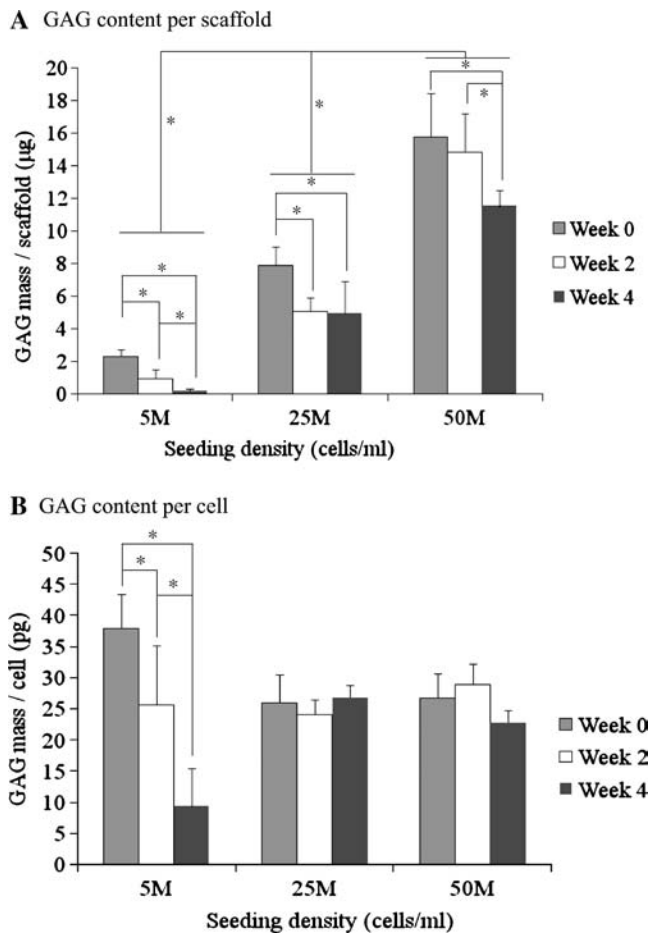 A GAG content per scaffold
GAG mass / scaffold (µg)
20
18
16
14
12
10
8
6
4
2
0
* * * * * * * * *
5M 25M 50M
Seeding density (cells/ml)
Week 0
Week 2
Week 4
B GAG content per cell
GAG mass / cell (pg)
50
45
40
35
30
25
20
15
10
5
0
* * *
5M 25M 50M
Seeding density (cells/ml)
Week 0
Week 2
Week 4